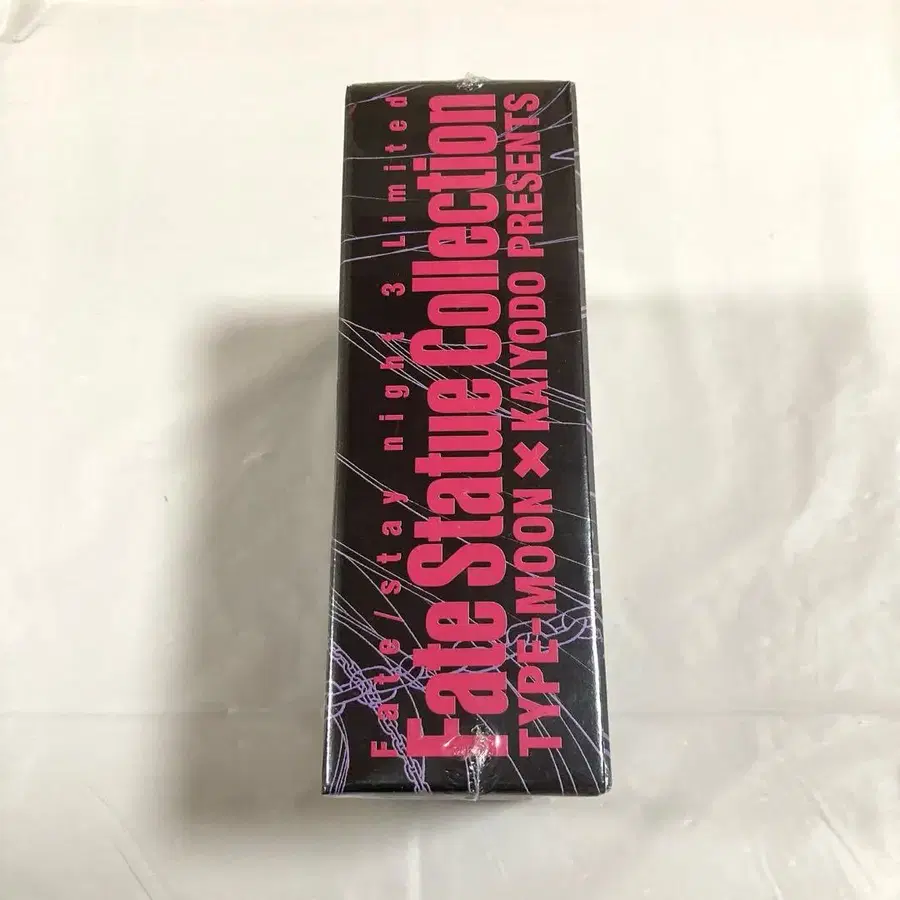 Fate/stay night 3 Limited
Fate Statue Collection
TYPE-MOON × KAIYODO PRESENTS